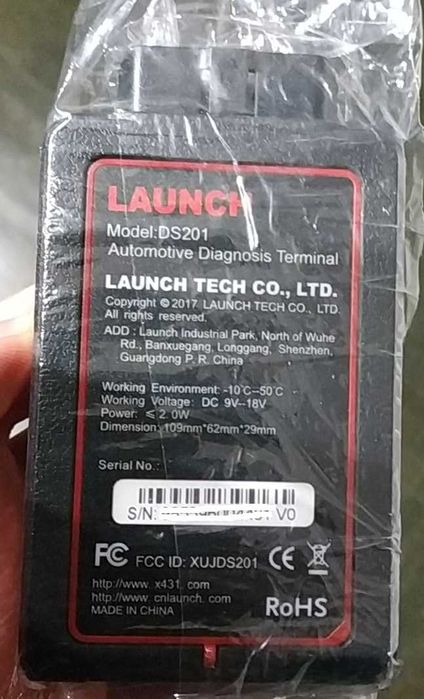 LAUNCH
Model:DS201
Automotive Diagnosis Terminal
LAUNCH TECH CO., LTD.
Copyright © 2017 LAUNCH TECH CO., LTD.
All rights reserved.
ADD : Launch Industrial Park, North of Wuhe
Rd., Banxuegang, Longgang, Shenzhen,
Guangdong P. R. China
Working Environment: -10°C--50°C
Working Voltage: DC 9V--18V
Power: ≤ 2. 0W
Dimension: 109mm*62mm*29mm
Serial No.:
S/N: V0
FC FCC ID: XUJDS201 CE
http://www. x431. com
http://www. cnlaunch. com
MADE IN CHINA
RoHS